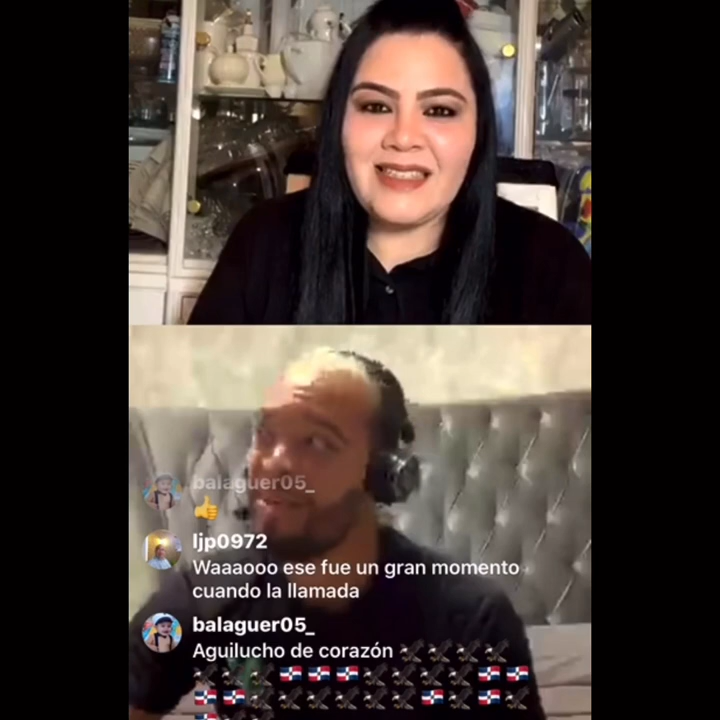 balaguer05_
👍
ljp0972
Waaaooo ese fue un gran momento
cuando la llamada
balaguer05_
Aguilucho de corazón 🦅🦅🦅🦅
🦅🦅🦅🇩🇴🇩🇴🇩🇴🦅🦅🦅🦅🇩🇴🇩🇴
🇩🇴🇩🇴🦅🦅🦅🦅🦅🦅🇩🇴🦅🇩🇴🦅
🇩🇴🦅🦅